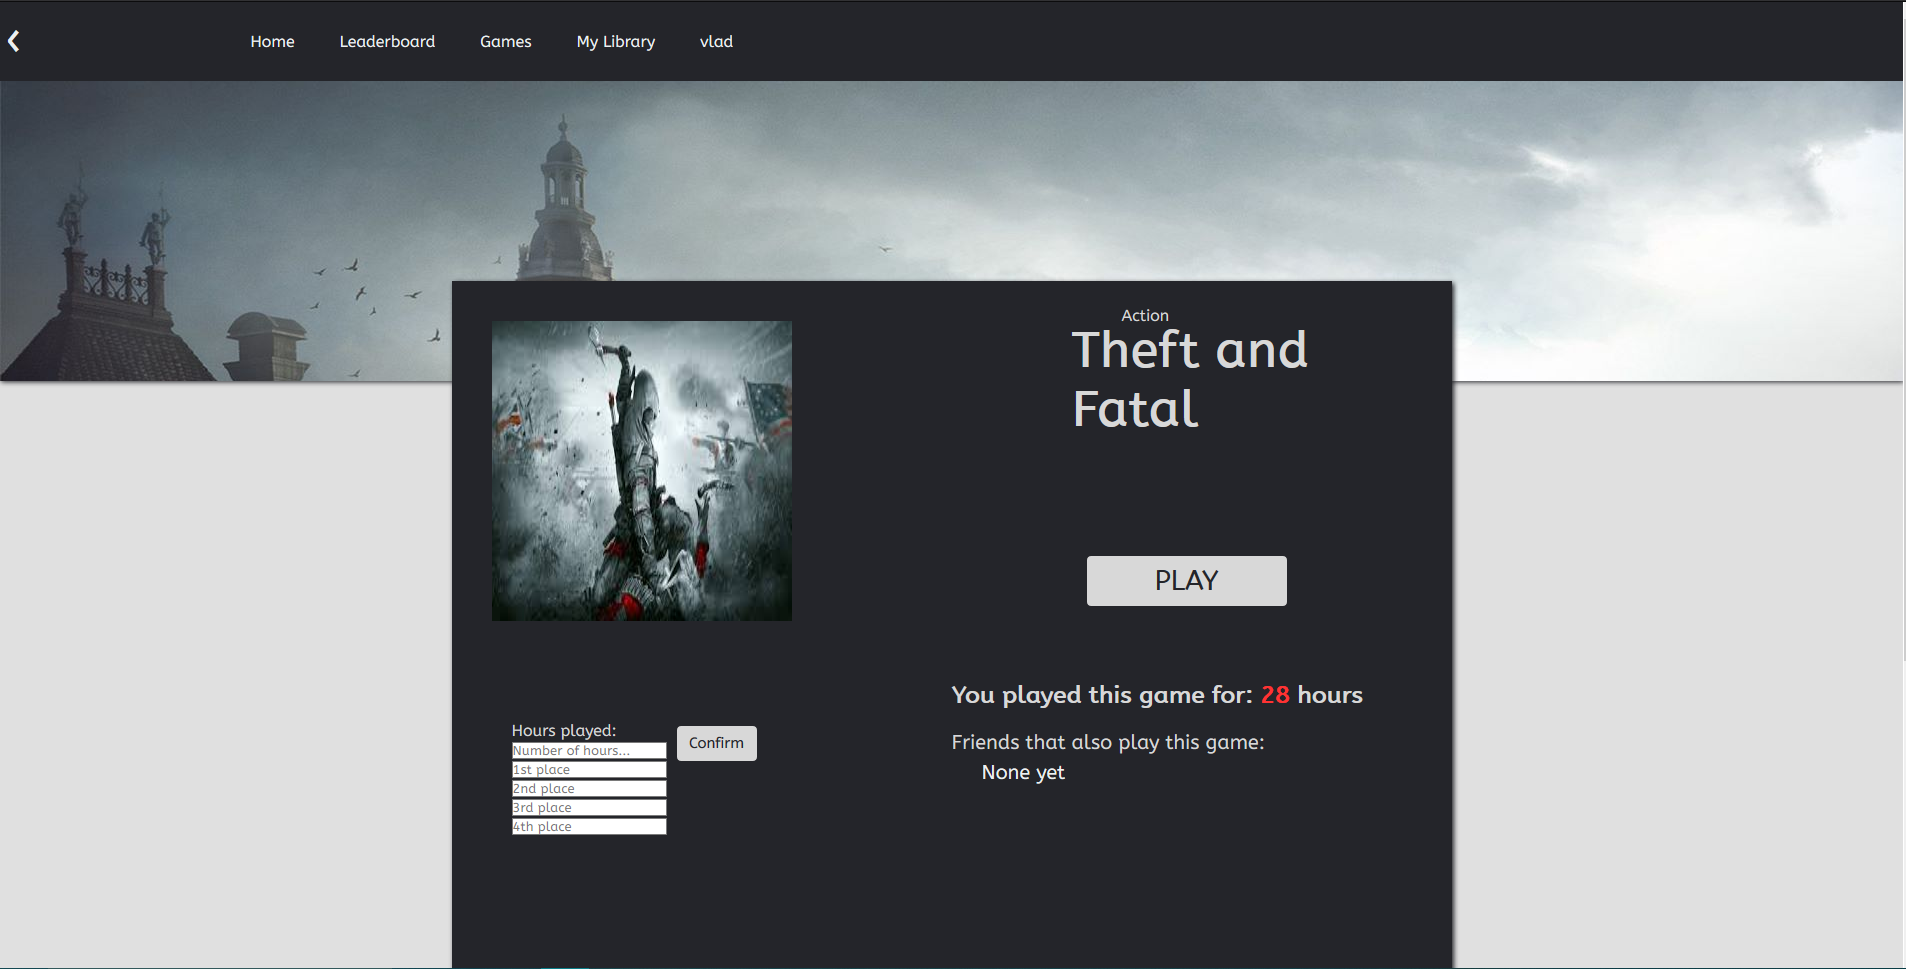 Home Leaderboard Games My Library vlad
Action
Theft and
Fatal
PLAY
You played this game for: 28 hours
Friends that also play this game:
None yet
Hours played:
Number of hours...
1st place
2nd place
3rd place
4th place
Confirm